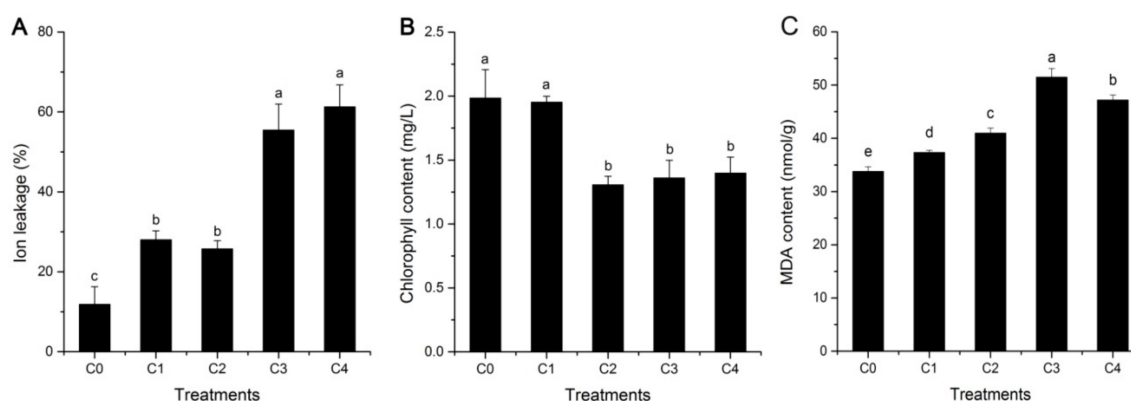 A
Ion leakage (%)
80
60
40
20
0
c
b
b
a
a
C0 C1 C2 C3 C4
Treatments
B
Chlorophyll content (mg/L)
2.5
2.0
1.5
1.0
0.5
0.0
a
a
b
b
b
C0 C1 C2 C3 C4
Treatments
C
MDA content (nmol/g)
60
50
40
30
20
10
0
e
d
c
a
b
C0 C1 C2 C3 C4
Treatments